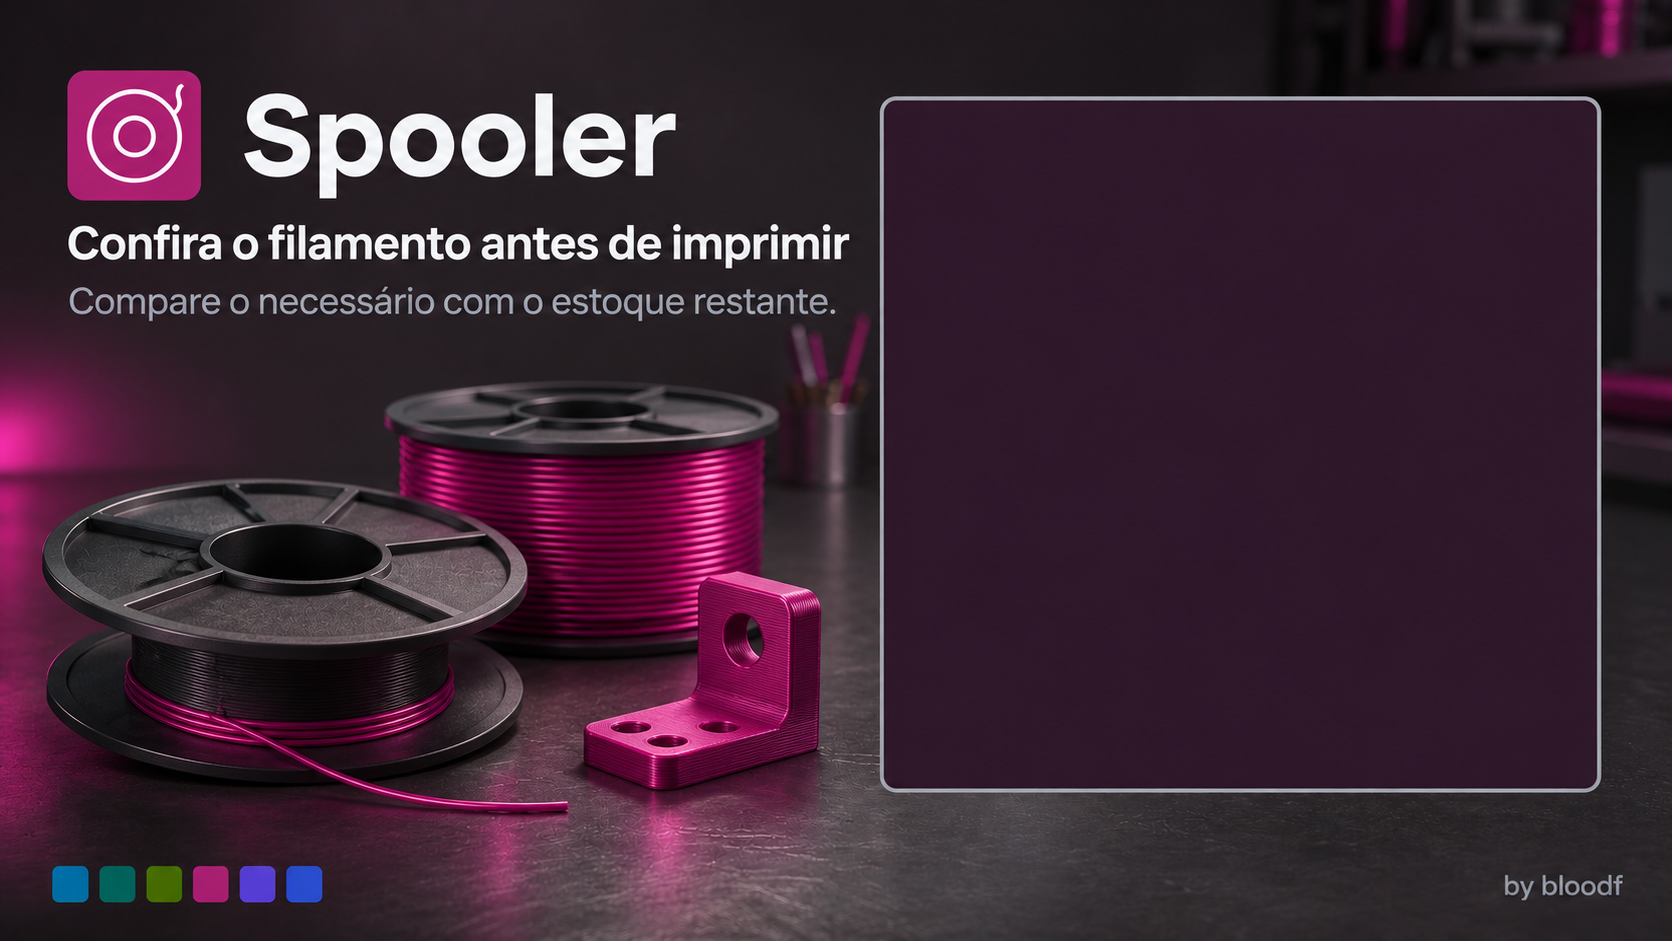 Spooler
Confira o filamento antes de imprimir
Compare o necessário com o estoque restante.
by bloodf